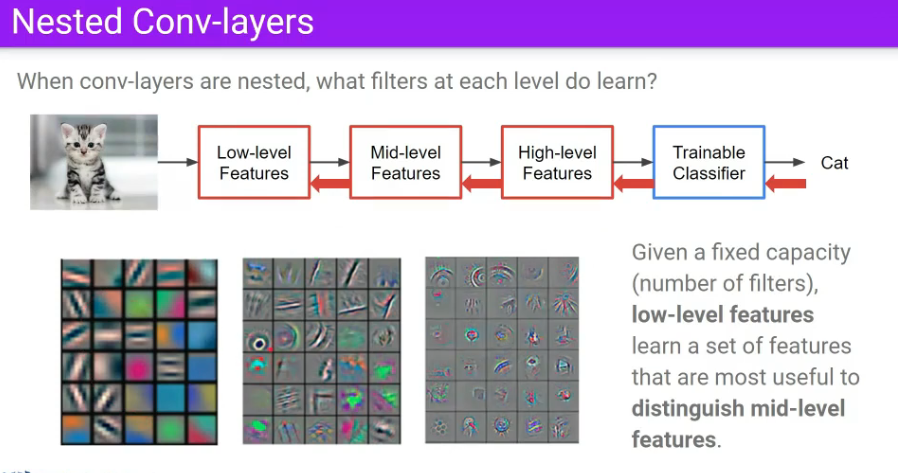 Nested Conv-layers
When conv-layers are nested, what filters at each level do learn?
Low-level
Features
Mid-level
Features
High-level
Features
Trainable
Classifier
Cat
Given a fixed capacity
(number of filters),
low-level features
learn a set of features
that are most useful to
distinguish mid-level
features.